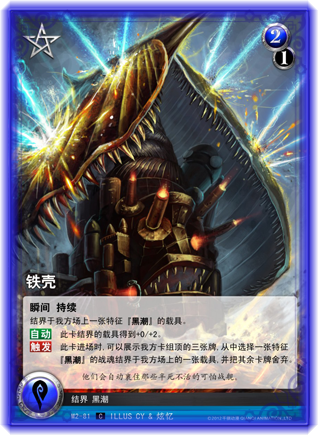 2
1
铁壳
瞬间 持续
结界于我方场上一张特征『黑潮』的载具。
自动 此卡结界的载具得到+0/+2。
触发 此卡进场时,可以展示我方卡组顶的三张牌,从中选择一张特征
『黑潮』的战魂结界于我方场上一张载具,并把其余卡牌舍弃。
他们会自动裹住那些半死不活的可怕战舰。
结界 黑潮
C ILLUS CY & 炫忆